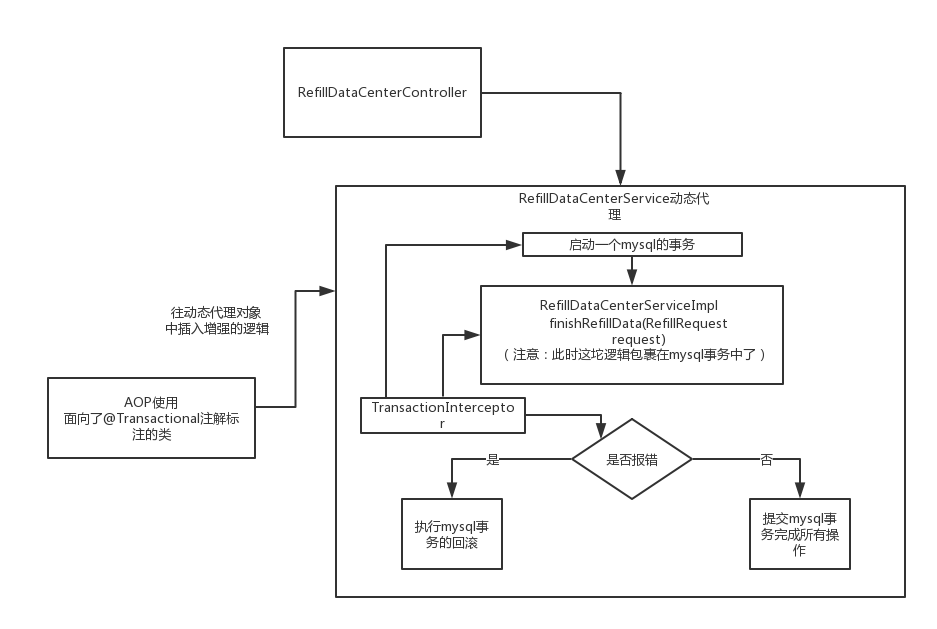 RefillDataCenterController
RefillDataCenterService动态代
理
启动一个mysql的事务
RefillDataCenterServiceImpl
finishRefillData(RefillRequest
request)
（注意：此时这坨逻辑包裹在mysql事务中了）
往动态代理对象
中插入增强的逻辑
AOP使用
面向了@Transactional注解标
注的类
TransactionIntercepto
r
是否报错
是
否
执行mysql事
务的回滚
提交mysql事
务完成所有操
作